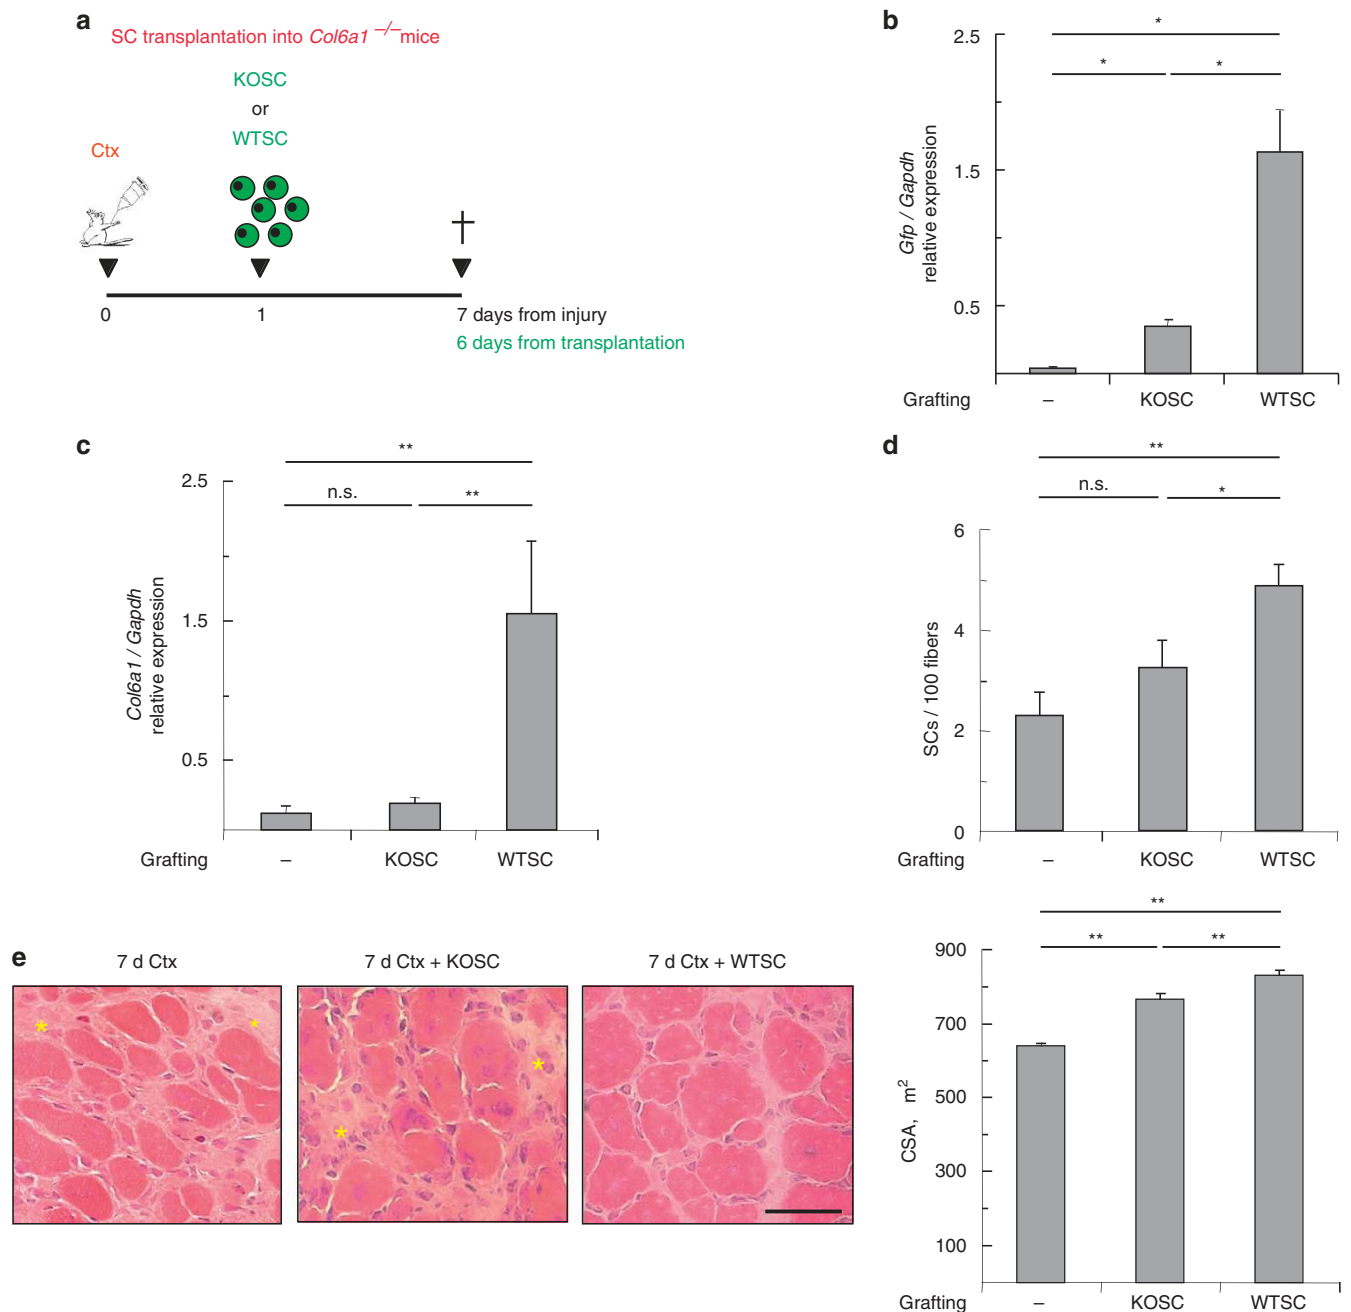 a
SC transplantation into Col6a1 –/– mice
KOSC
or
WTSC
Ctx
0
1
7 days from injury
6 days from transplantation
b
*
*
*
2.5
1.5
0.5
Gfp / Gapdh
relative expression
Grafting
–
KOSC
WTSC
c
**
n.s.
**
2.5
1.5
0.5
Col6a1 / Gapdh
relative expression
Grafting
–
KOSC
WTSC
d
**
n.s.
*
6
4
2
0
SCs / 100 fibers
Grafting
–
KOSC
WTSC
e
7 d Ctx
7 d Ctx + KOSC
7 d Ctx + WTSC
*
*
*
*
**
**
**
900
700
500
300
100
CSA, m2
Grafting
–
KOSC
WTSC